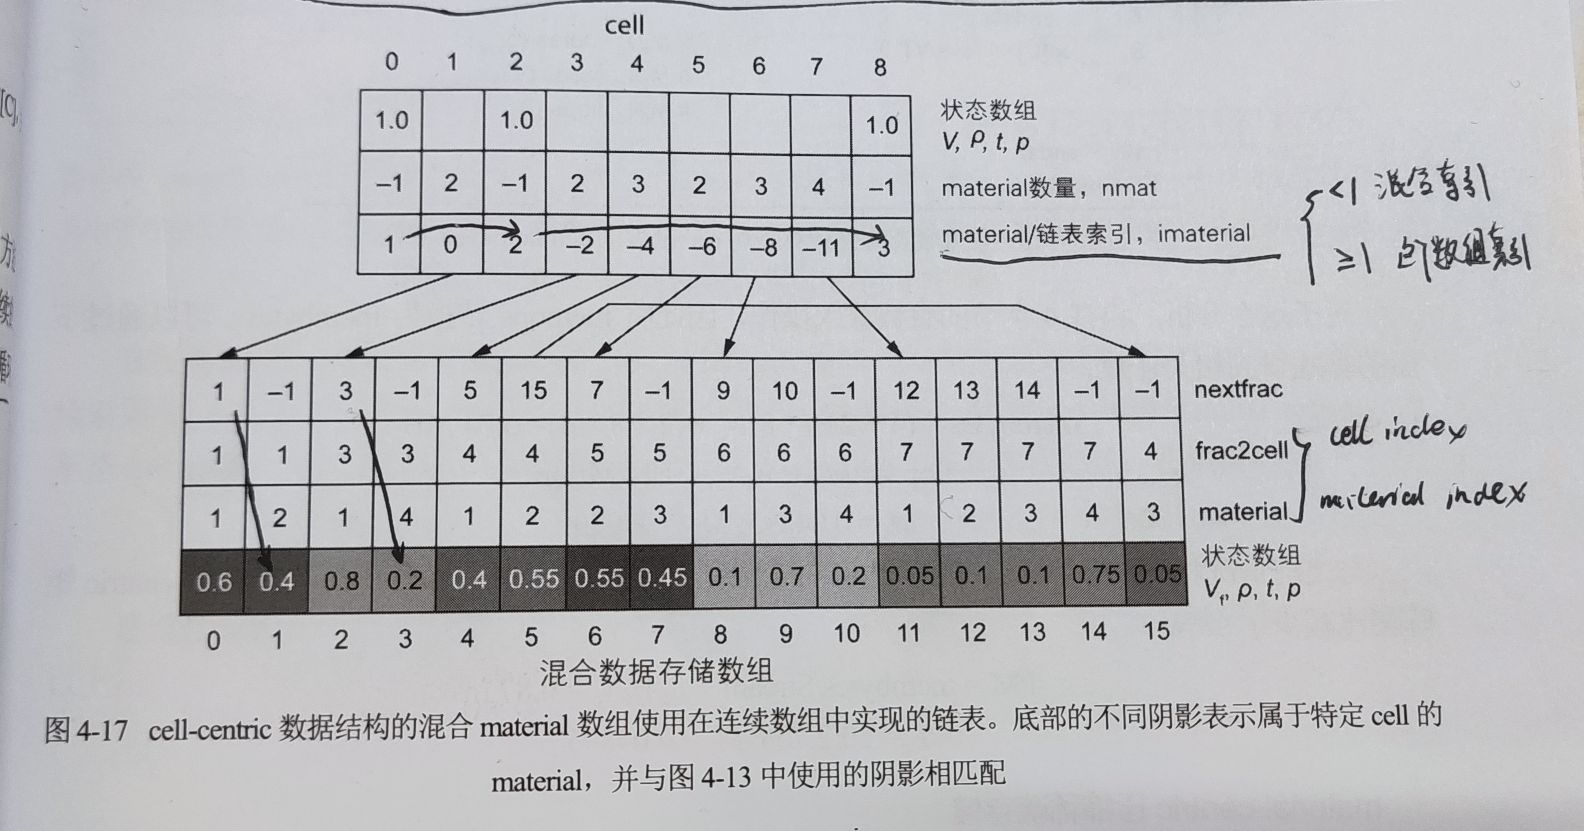 cell
0 1 2 3 4 5 6 7 8
1.0 1.0 1.0 状态数组
V, ρ, t, p
–1 2 –1 2 3 2 3 4 –1 material数量，nmat
1 0 2 –2 –4 –6 –8 –11 3 material/链表索引，imaterial
<1 混合索引
≥1
1 –1 3 –1 5 15 7 –1 9 10 –1 12 13 14 –1 –1 nextfrac
1 1 3 3 4 4 5 5 6 6 6 7 7 7 7 4 frac2cell
cell index
1 2 1 4 1 2 2 3 1 3 4 1 2 3 4 3 material
material index
0.6 0.4 0.8 0.2 0.4 0.55 0.55 0.45 0.1 0.7 0.2 0.05 0.1 0.1 0.75 0.05 状态数组
Vf, ρ, t, p
0 1 2 3 4 5 6 7 8 9 10 11 12 13 14 15
混合数据存储数组
图 4-17 cell-centric 数据结构的混合 material 数组使用在连续数组中实现的链表。底部的不同阴影表示属于特定 cell 的
material，并与图 4-13 中使用的阴影相匹配